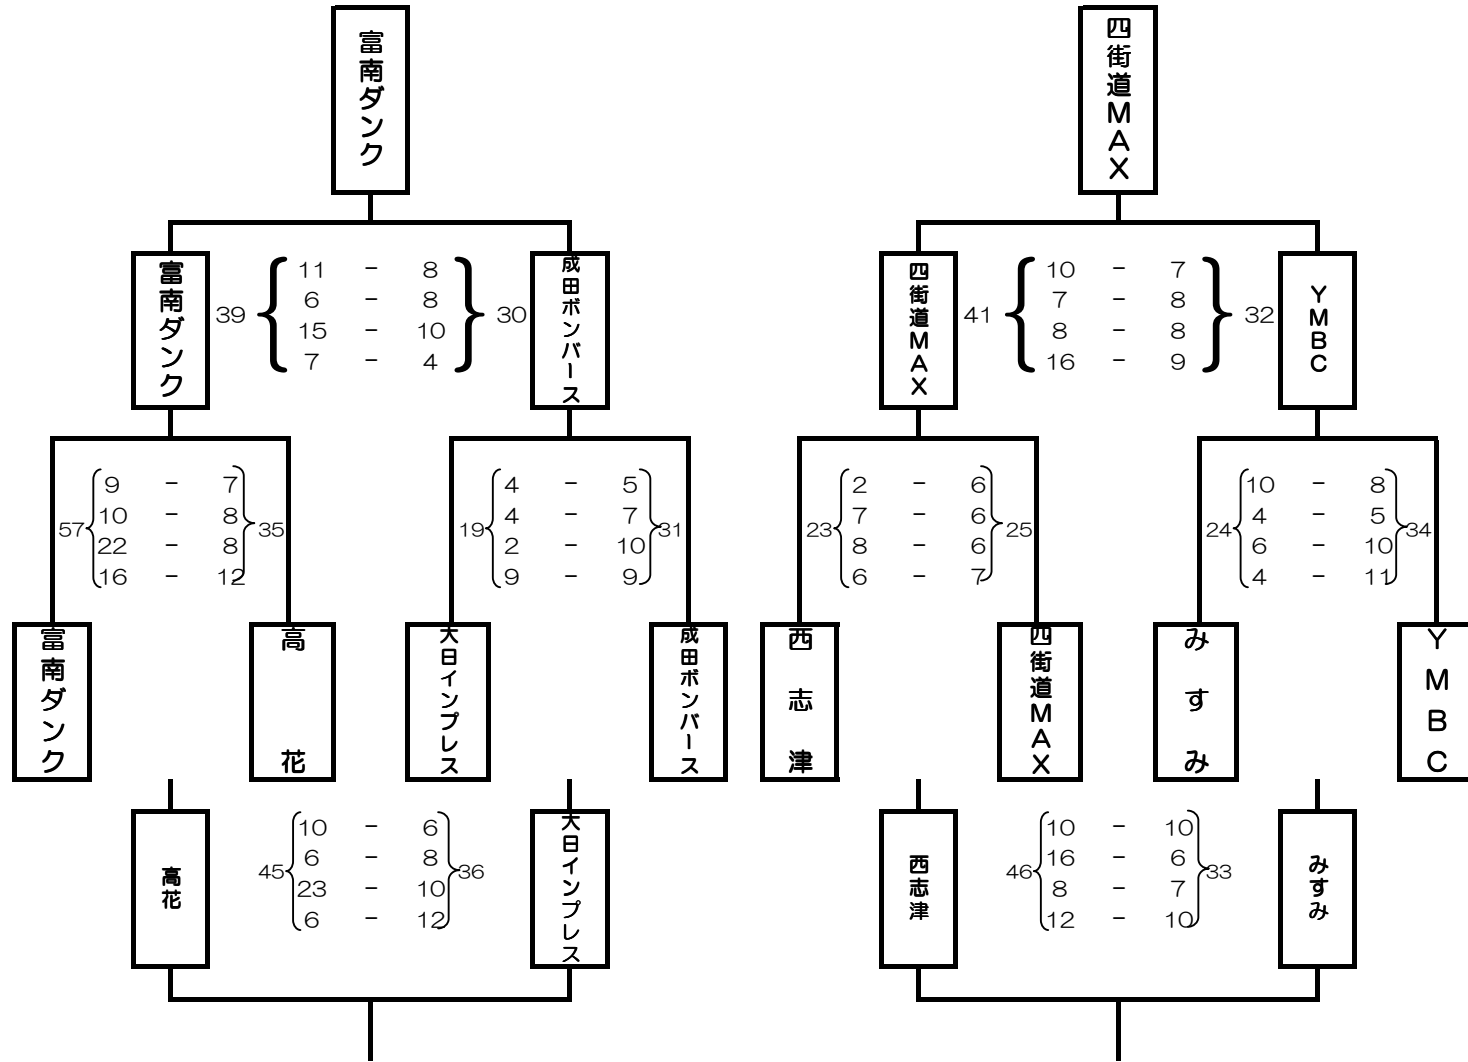 富南ダンク
四街道MAX
富南ダンク
39
11 - 8
6 - 8
15 - 10
7 - 4
30
成田ボンバース
四街道MAX
41
10 - 7
7 - 8
8 - 8
16 - 9
32
YMBC
57
9 - 7
10 - 8
22 - 8
16 - 12
35
19
4 - 5
4 - 7
2 - 10
9 - 9
31
23
2 - 6
7 - 6
8 - 6
6 - 7
25
24
10 - 8
4 - 5
6 - 10
4 - 11
34
富南ダンク
高花
大日インプレス
成田ボンバース
西志津
四街道MAX
みすみ
YMBC
高花
45
10 - 6
6 - 8
23 - 10
6 - 12
36
大日インプレス
西志津
46
10 - 10
16 - 6
8 - 7
12 - 10
33
みすみ